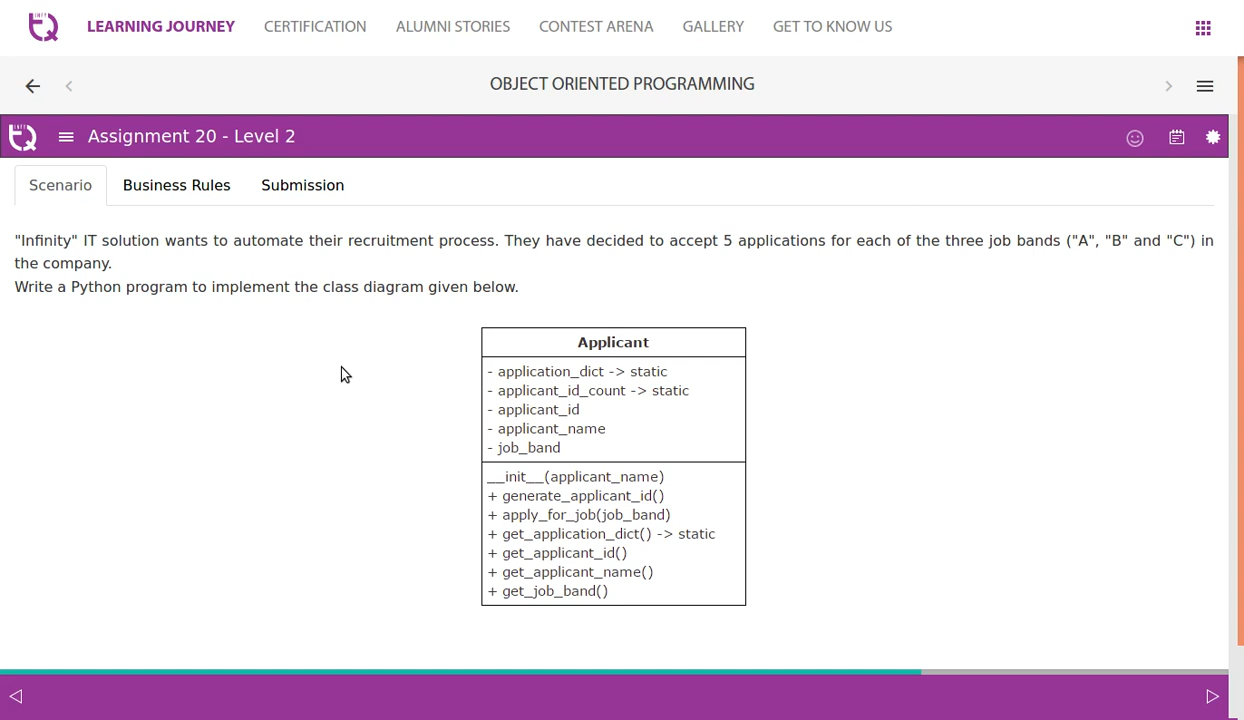 LEARNING JOURNEY CERTIFICATION ALUMNI STORIES CONTEST ARENA GALLERY GET TO KNOW US
OBJECT ORIENTED PROGRAMMING
Assignment 20 - Level 2
Scenario Business Rules Submission
"Infinity" IT solution wants to automate their recruitment process. They have decided to accept 5 applications for each of the three job bands ("A", "B" and "C") in
the company.
Write a Python program to implement the class diagram given below.
Applicant
- application_dict -> static
- applicant_id_count -> static
- applicant_id
- applicant_name
- job_band
__init__(applicant_name)
+ generate_applicant_id()
+ apply_for_job(job_band)
+ get_application_dict() -> static
+ get_applicant_id()
+ get_applicant_name()
+ get_job_band()